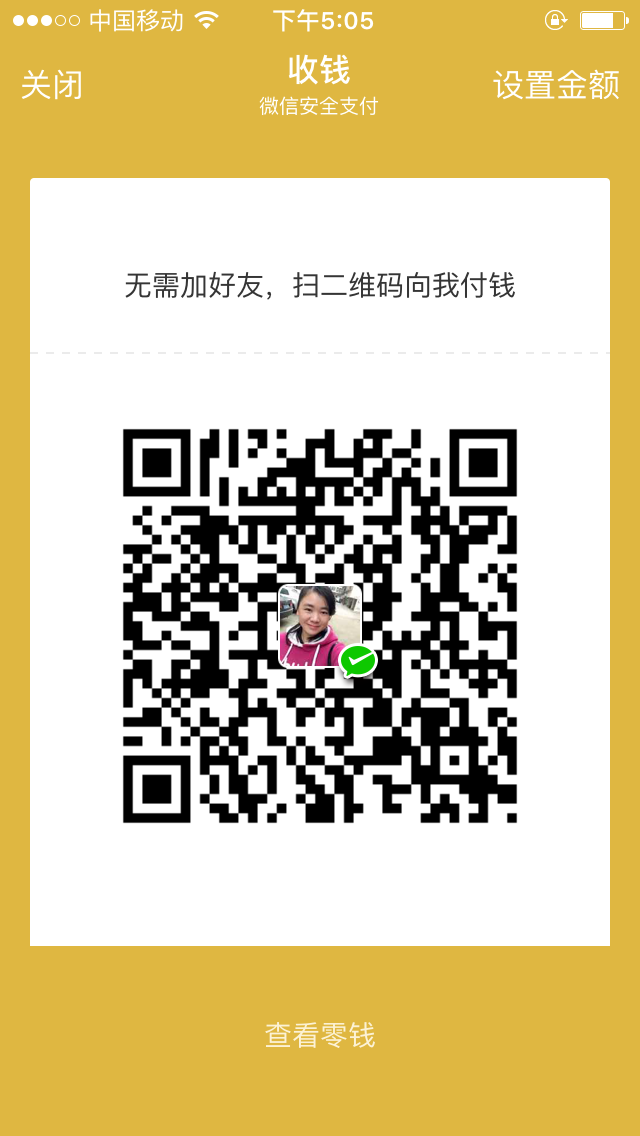 中国移动
下午5:05
关闭
收钱
微信安全支付
设置金额
无需加好友，扫二维码向我付钱
查看零钱